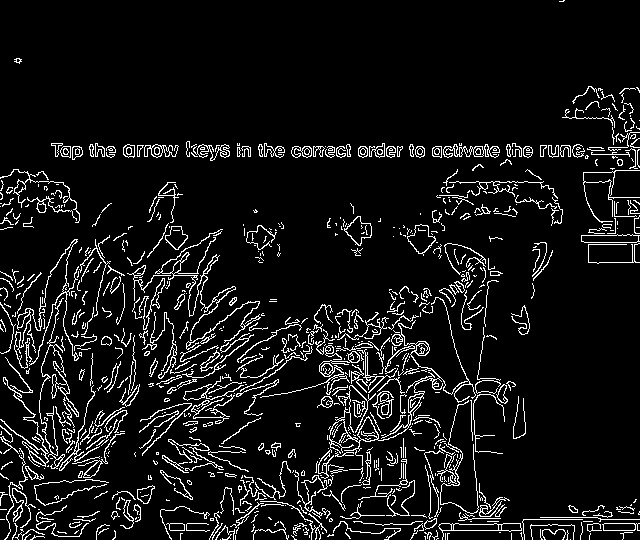 Tap the arrow keys in the correct order to activate the rune.